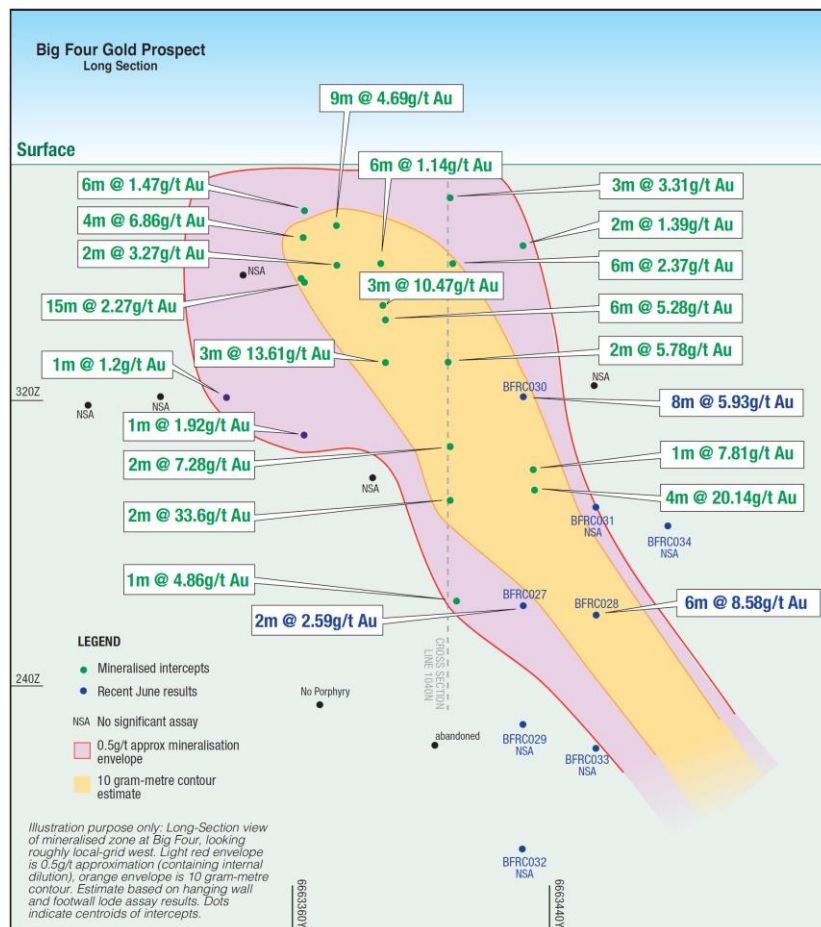 Big Four Gold Prospect
Long Section
9m @ 4.69g/t Au
Surface
6m @ 1.14g/t Au
6m @ 1.47g/t Au
3m @ 3.31g/t Au
4m @ 6.86g/t Au
2m @ 1.39g/t Au
2m @ 3.27g/t Au
NSA
6m @ 2.37g/t Au
3m @ 10.47g/t Au
15m @ 2.27g/t Au
6m @ 5.28g/t Au
3m @ 13.61g/t Au
2m @ 5.78g/t Au
1m @ 1.2g/t Au
NSA
BFRC030
320Z
8m @ 5.93g/t Au
NSA
NSA
1m @ 1.92g/t Au
1m @ 7.81g/t Au
2m @ 7.28g/t Au
NSA
4m @ 20.14g/t Au
2m @ 33.6g/t Au
BFRC031
NSA
BFRC034
NSA
1m @ 4.86g/t Au
BFRC027
BFRC028
6m @ 8.58g/t Au
2m @ 2.59g/t Au
CROSS SECTION
LINE 1040N
LEGEND
Mineralised intercepts
Recent June results
NSA No significant assay
0.5g/t approx mineralisation
envelope
10 gram-metre contour
estimate
240Z
No Porphyry
abandoned
BFRC029
NSA
BFRC033
NSA
BFRC032
NSA
Illustration purpose only: Long-Section view
of mineralised zone at Big Four, looking
roughly local-grid west. Light red envelope
is 0.5g/t approximation (containing internal
dilution), orange envelope is 10 gram-metre
contour. Estimate based on hanging wall
and footwall lode assay results. Dots
indicate centroids of intercepts.
6663360Y
6663440Y